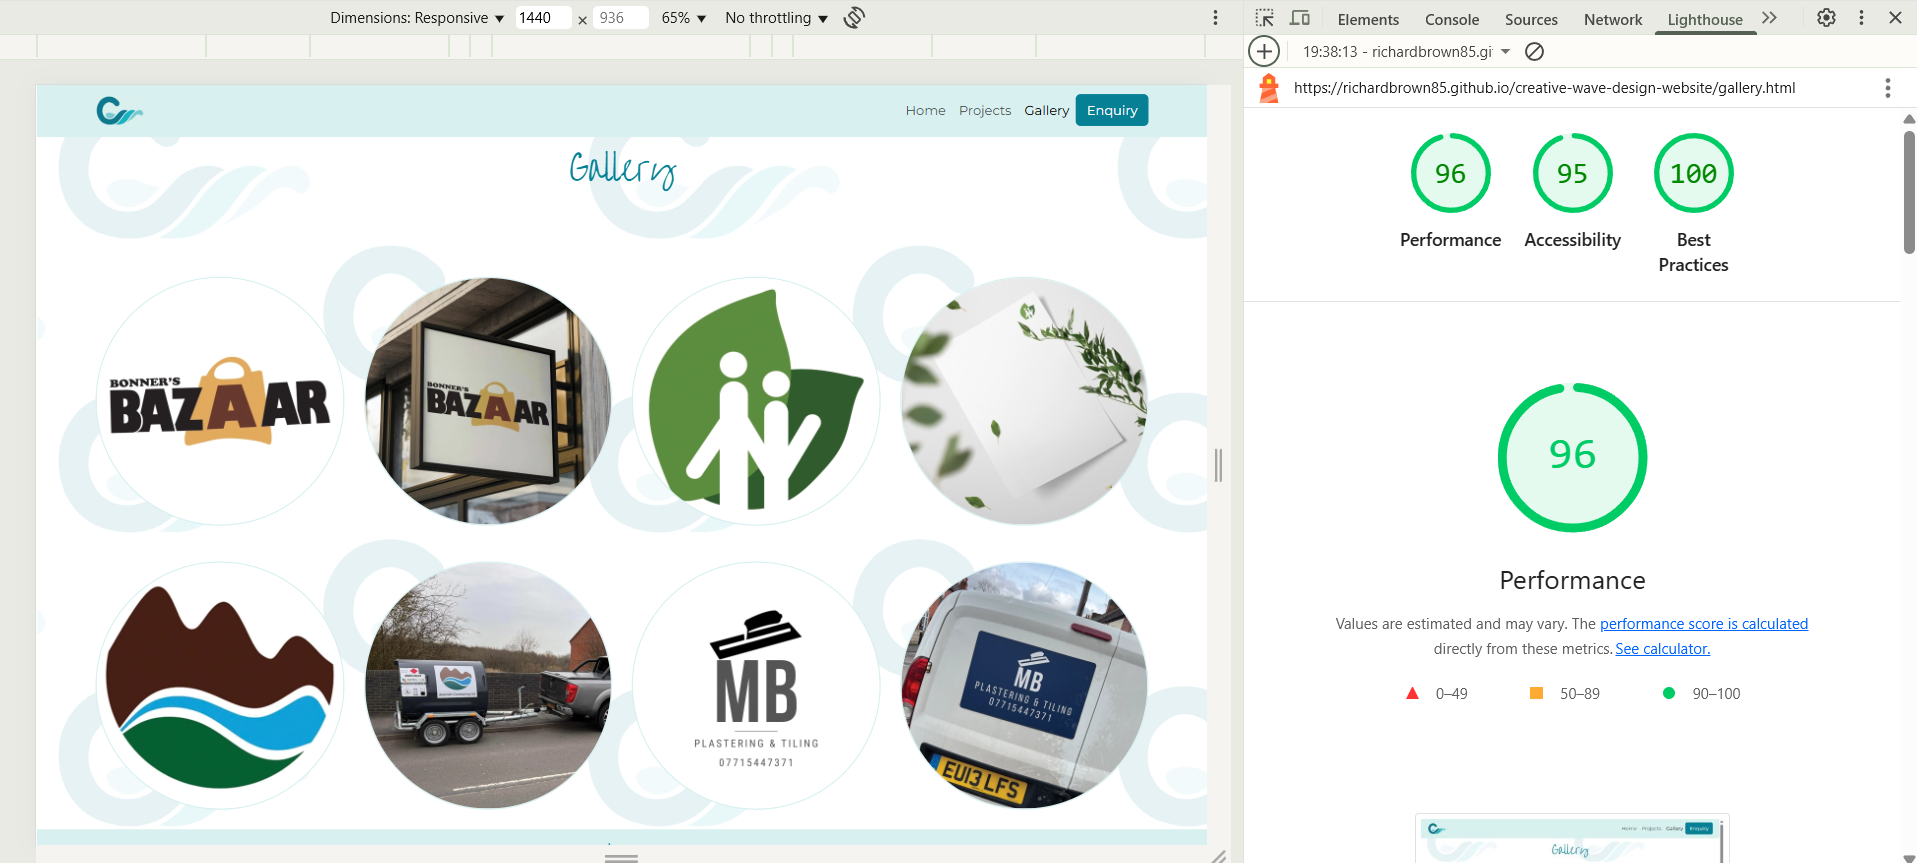 Dimensions: Responsive ▼ 1440 × 936 65% ▼ No throttling ▼
Elements Console Sources Network Lighthouse
19:38:13 - richardbrown85.gi
https://richardbrown85.github.io/creative-wave-design-website/gallery.html
Home Projects Gallery Enquiry
Gallery
BONNER'S
BAZAAR
BONNER'S
BAZAAR
MB
PLASTERING & TILING
07715447371
MB
PLASTERING & TILING
07715447371
EU13 LFS
96 95 100
Performance Accessibility Best
Practices
96
Performance
Values are estimated and may vary. The performance score is calculated
directly from these metrics. See calculator.
0–49 50–89 90–100
Home Projects Gallery Enquiry
Gallery